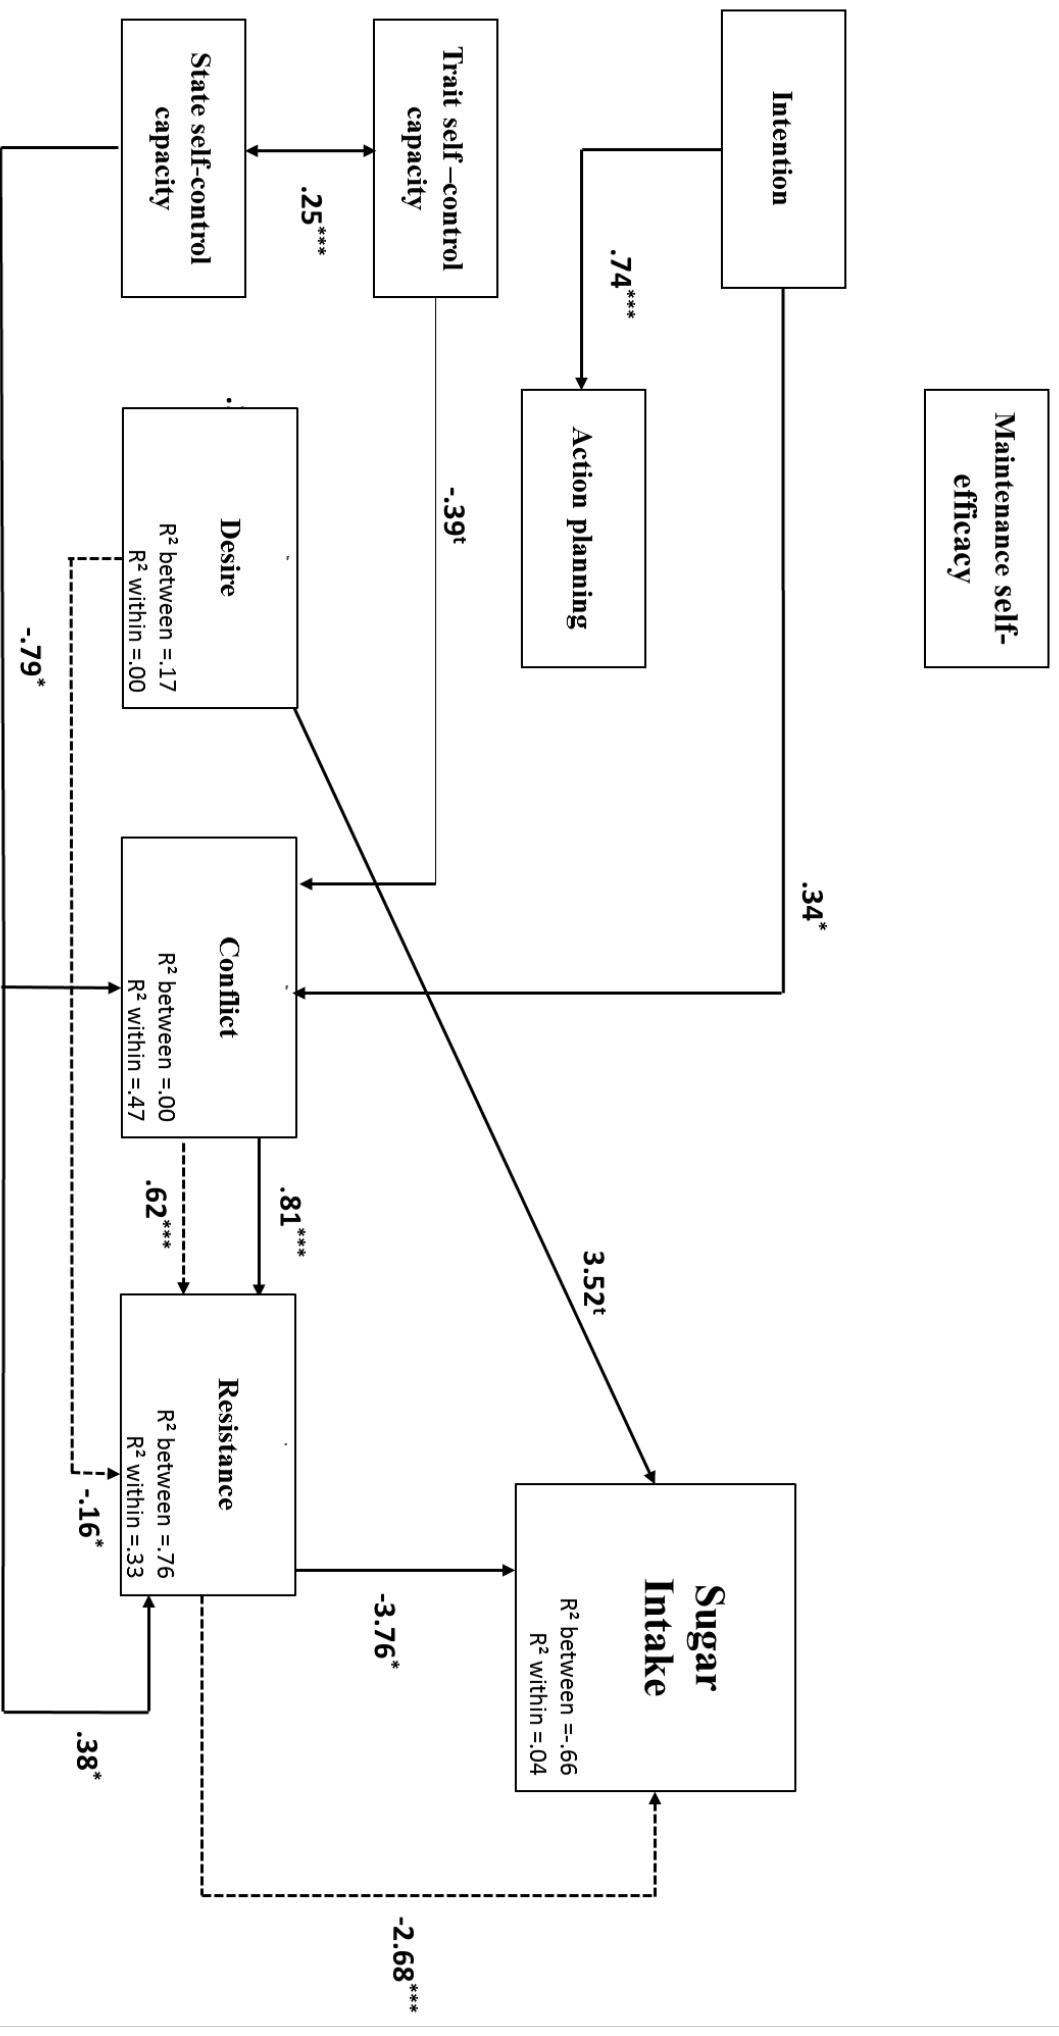 Maintenance self-
efficacy
Intention
.34*
.74***
Action planning
Sugar
Intake
R² between =-.66
R² within =.04
3.52ᵗ
Trait self –control
capacity
-.39ᵗ
.25***
-3.76*
-2.68***
State self-control
capacity
Desire
R² between =.17
R² within =.00
Conflict
R² between =.00
R² within =.47
.81***
.62***
Resistance
R² between =.76
R² within =.33
-.16*
.38*
-.79*